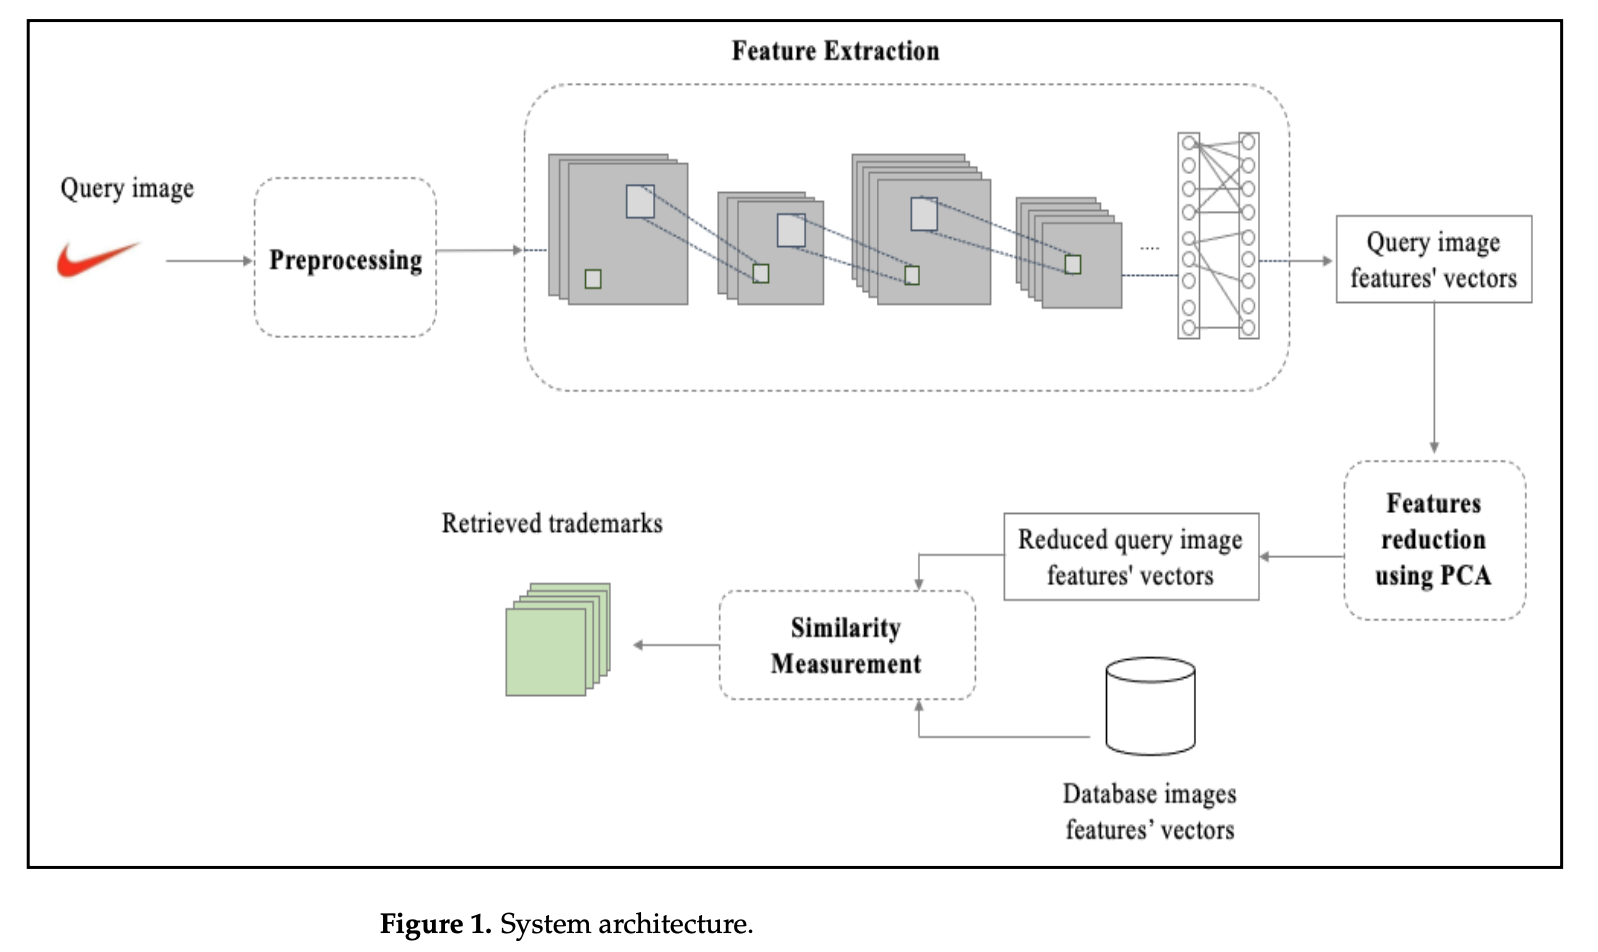 Feature Extraction
Query image
Preprocessing
....
Query image
features' vectors
Features
reduction
using PCA
Reduced query image
features' vectors
Retrieved trademarks
Similarity
Measurement
Database images
features’ vectors
Figure 1. System architecture.